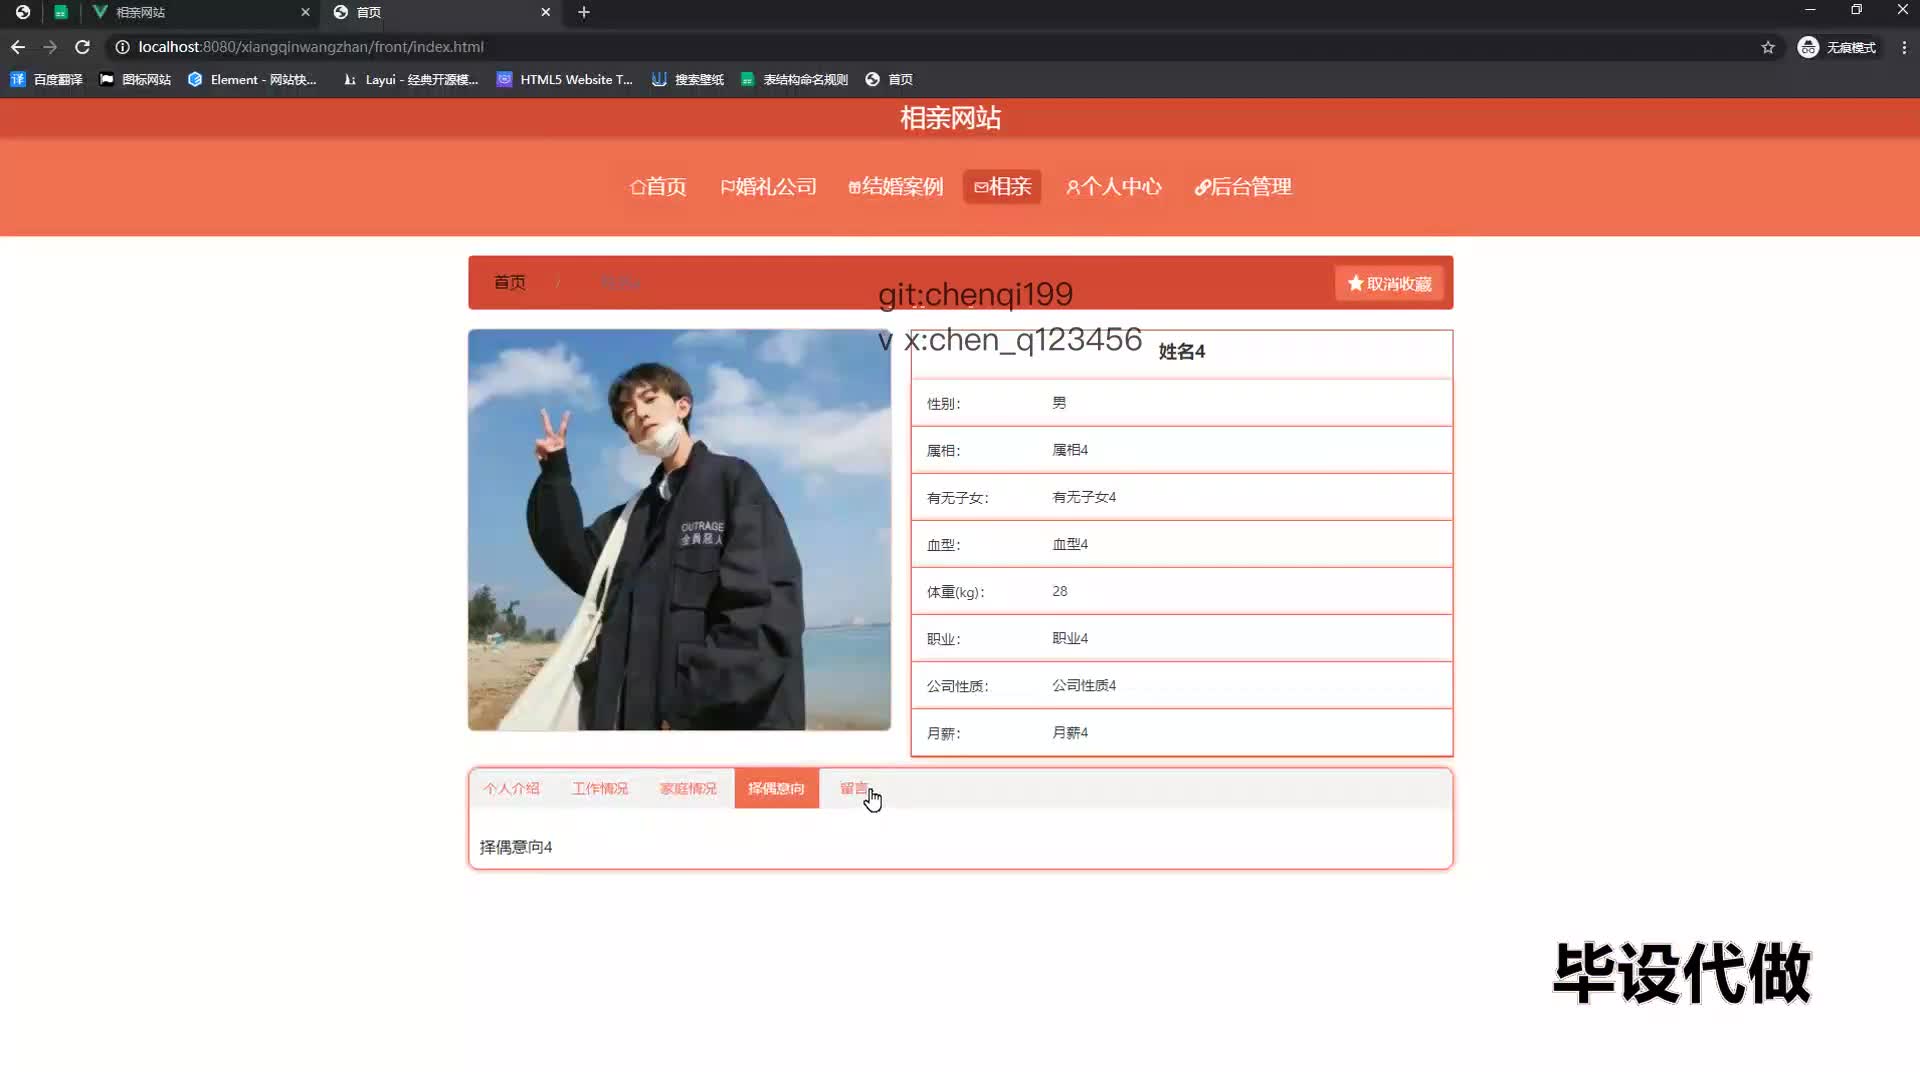 相亲网站
首页
localhost:8080/xiangqinwangzhan/front/index.html
无痕模式
百度翻译
图标网站
Element - 网站快...
Layui - 经典开源模...
HTML5 Website T...
搜索壁纸
表结构命名规则
首页
相亲网站
首页
婚礼公司
结婚案例
相亲
个人中心
后台管理
首页 /
取消收藏
git:chenqi199
v x:chen_q123456
姓名4
性别: 男
属相: 属相4
有无子女: 有无子女4
血型: 血型4
体重(kg): 28
职业: 职业4
公司性质: 公司性质4
月薪: 月薪4
OUTRAGE
全員惡人
个人介绍 工作情况 家庭情况 择偶意向 留言
择偶意向4
毕设代做